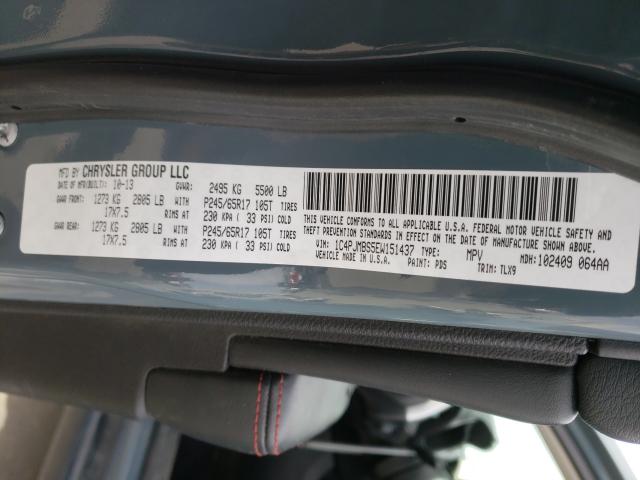 MFD BY CHRYSLER GROUP LLC
DATE OF MFR/BUILT: 10-13 GVWR: 2495 KG 5500 LB
GAWR FRONT: 1273 KG 2805 LB WITH P245/65R17 105T TIRES
17X7.5 RIMS AT 230 KPA ( 33 PSI) COLD
GAWR REAR: 1273 KG 2805 LB WITH P245/65R17 105T TIRES
17X7.5 RIMS AT 230 KPA ( 33 PSI) COLD
THIS VEHICLE CONFORMS TO ALL APPLICABLE U.S.A. FEDERAL MOTOR VEHICLE SAFETY AND
THEFT PREVENTION STANDARDS IN EFFECT ON THE DATE OF MANUFACTURE SHOWN ABOVE.
VIN: 1C4PJMBS5EW151437 TYPE: MPV MDH: 102409 064AA
VEHICLE MADE IN U.S.A. PAINT: PDS TRIM: TLX9